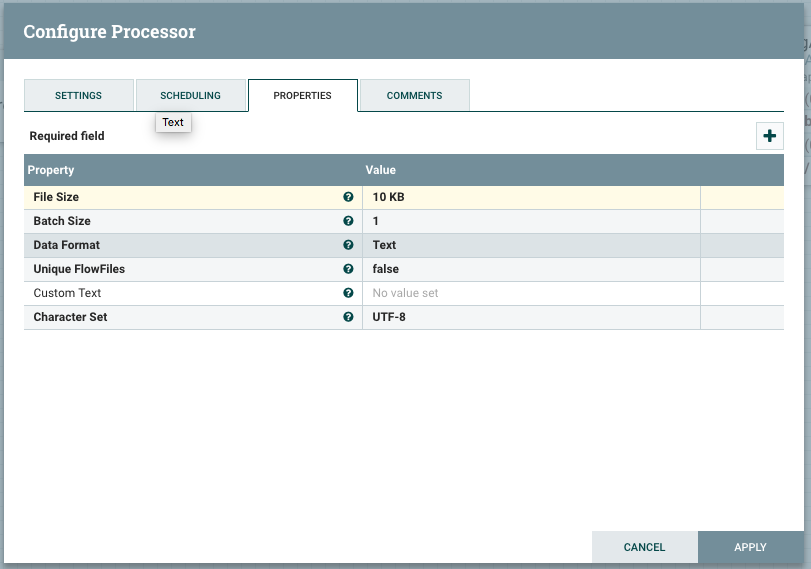 Configure Processor
SETTINGS SCHEDULING PROPERTIES COMMENTS
Text
Required field
Property Value
File Size 10 KB
Batch Size 1
Data Format Text
Unique FlowFiles false
Custom Text No value set
Character Set UTF-8
CANCEL APPLY